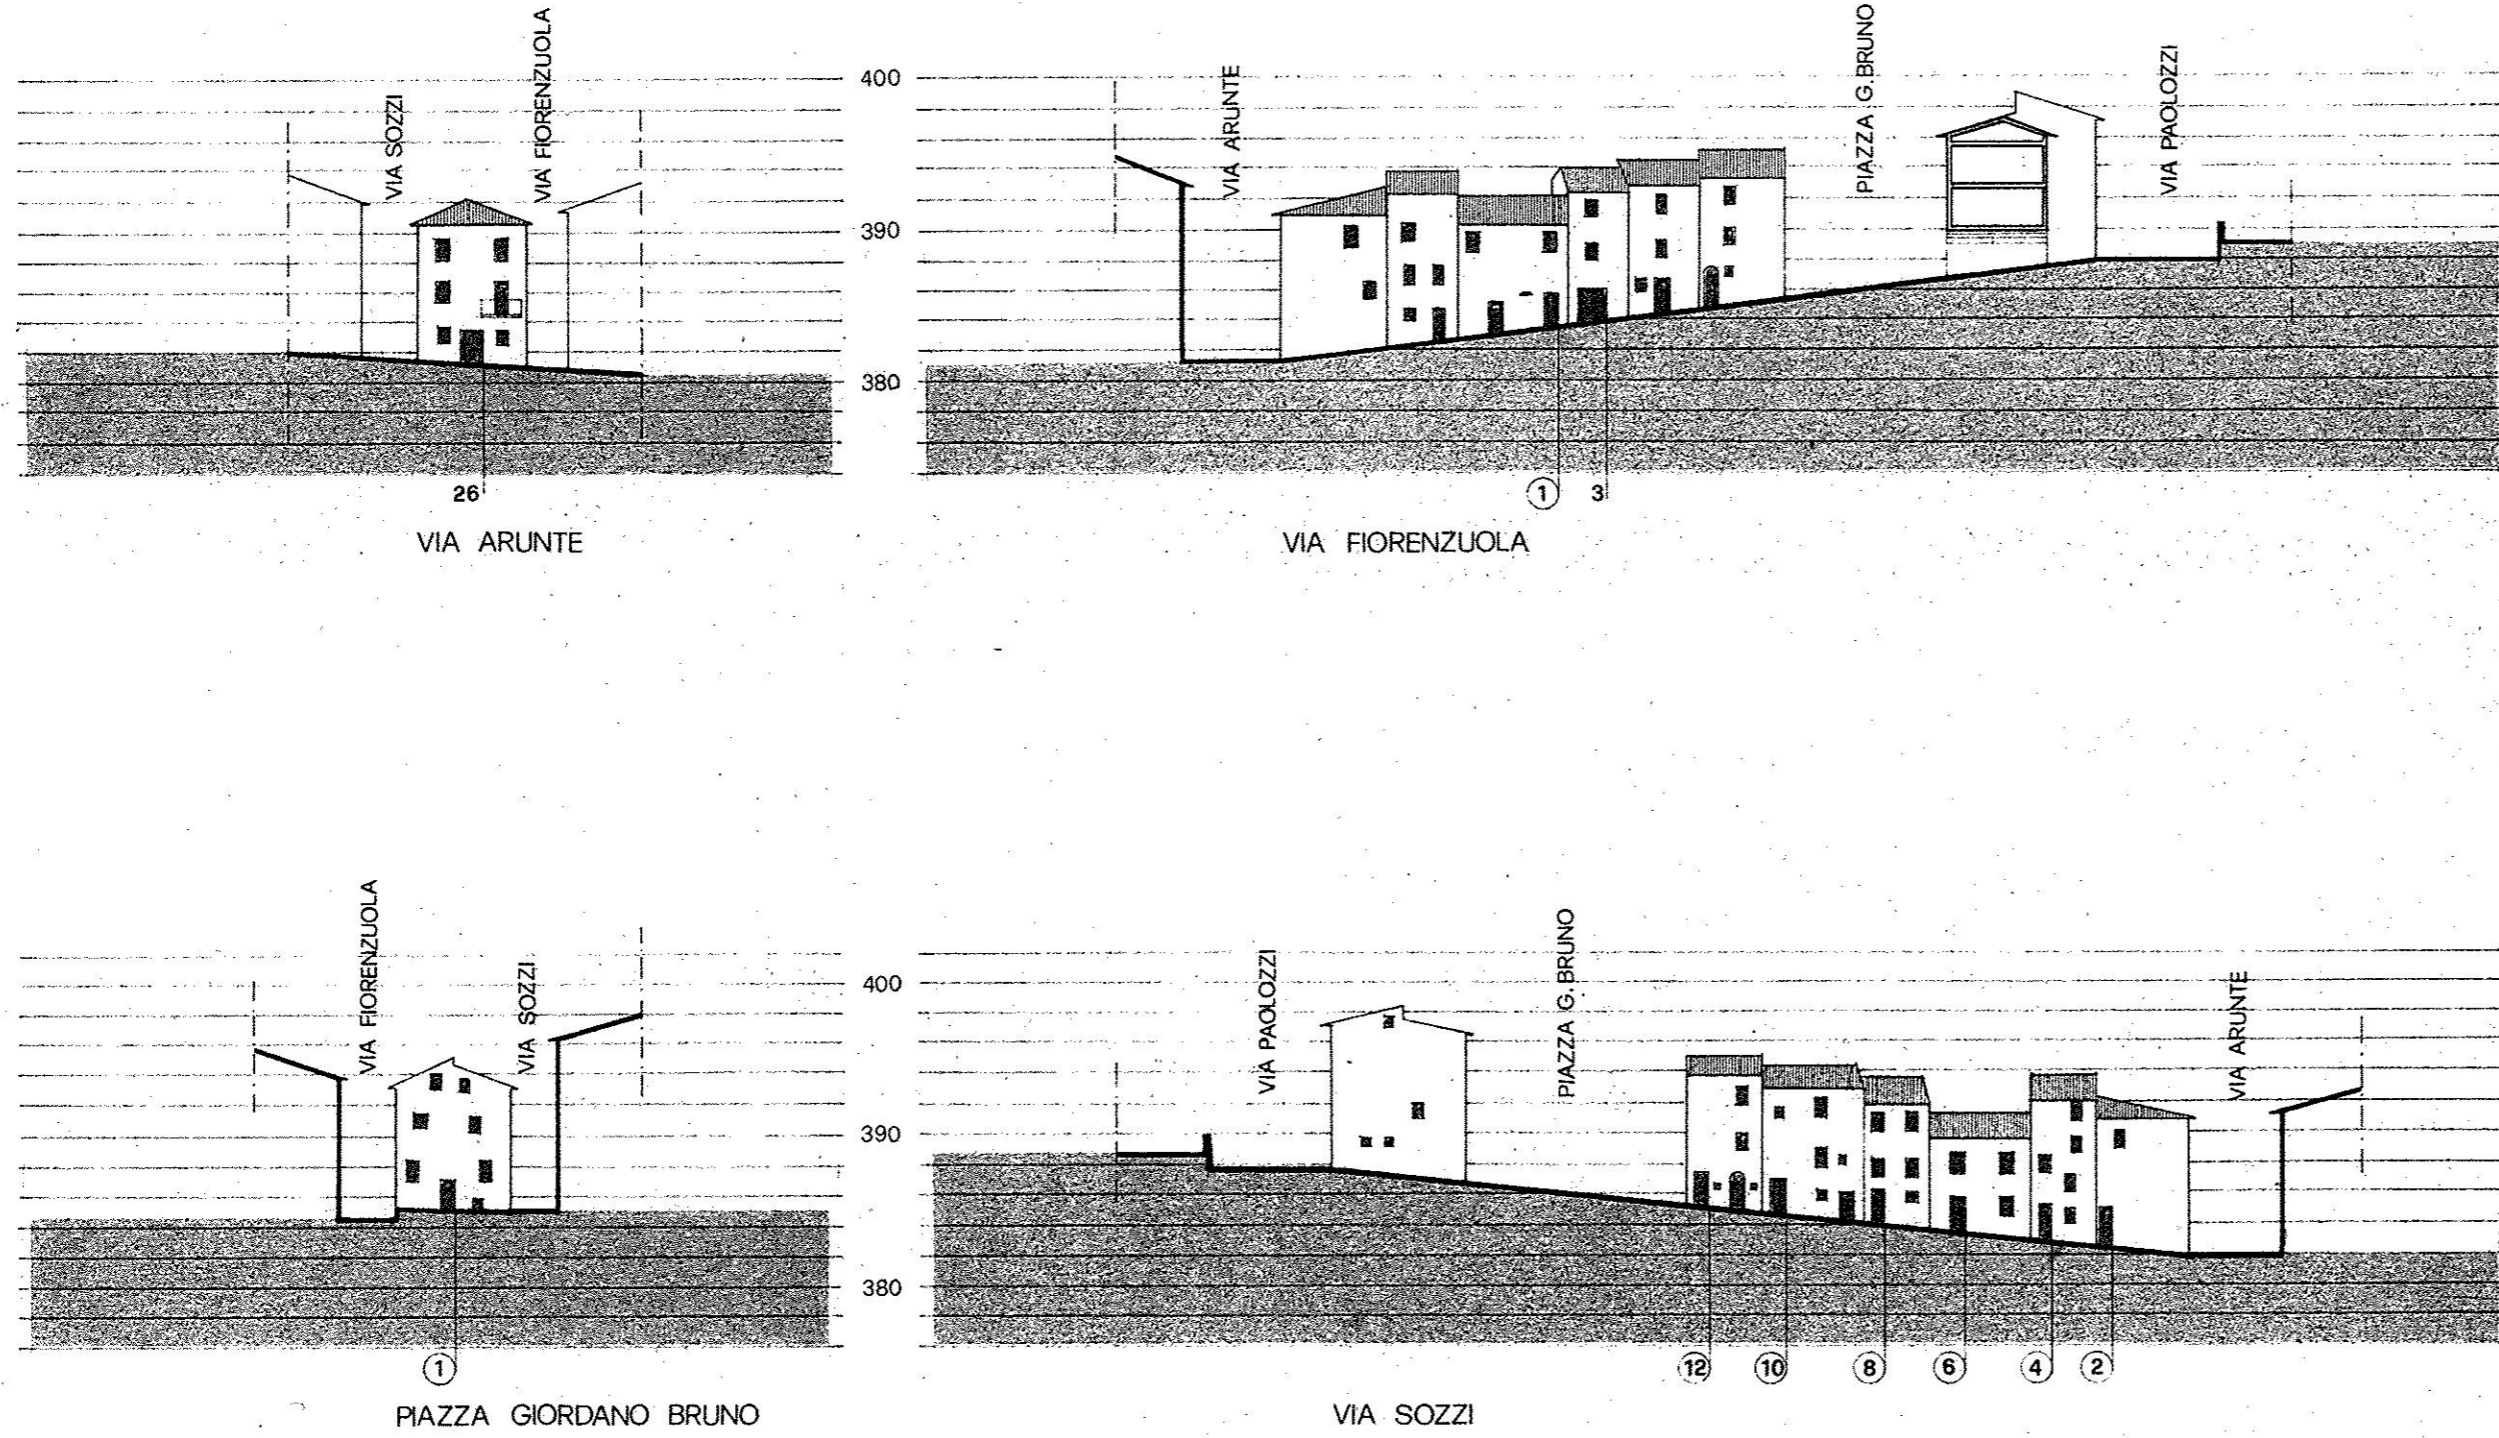 VIA SOZZI
VIA FIORENZUOLA
400
390
380
26
VIA ARUNTE
VIA ARUNTE
PIAZZA G.BRUNO
VIA PAOLOZZI
1
3
VIA FIORENZUOLA
VIA FIORENZUOLA
VIA SOZZI
400
390
380
1
PIAZZA GIORDANO BRUNO
VIA PAOLOZZI
PIAZZA G. BRUNO
VIA ARUNTE
12 10 8 6 4 2
VIA SOZZI